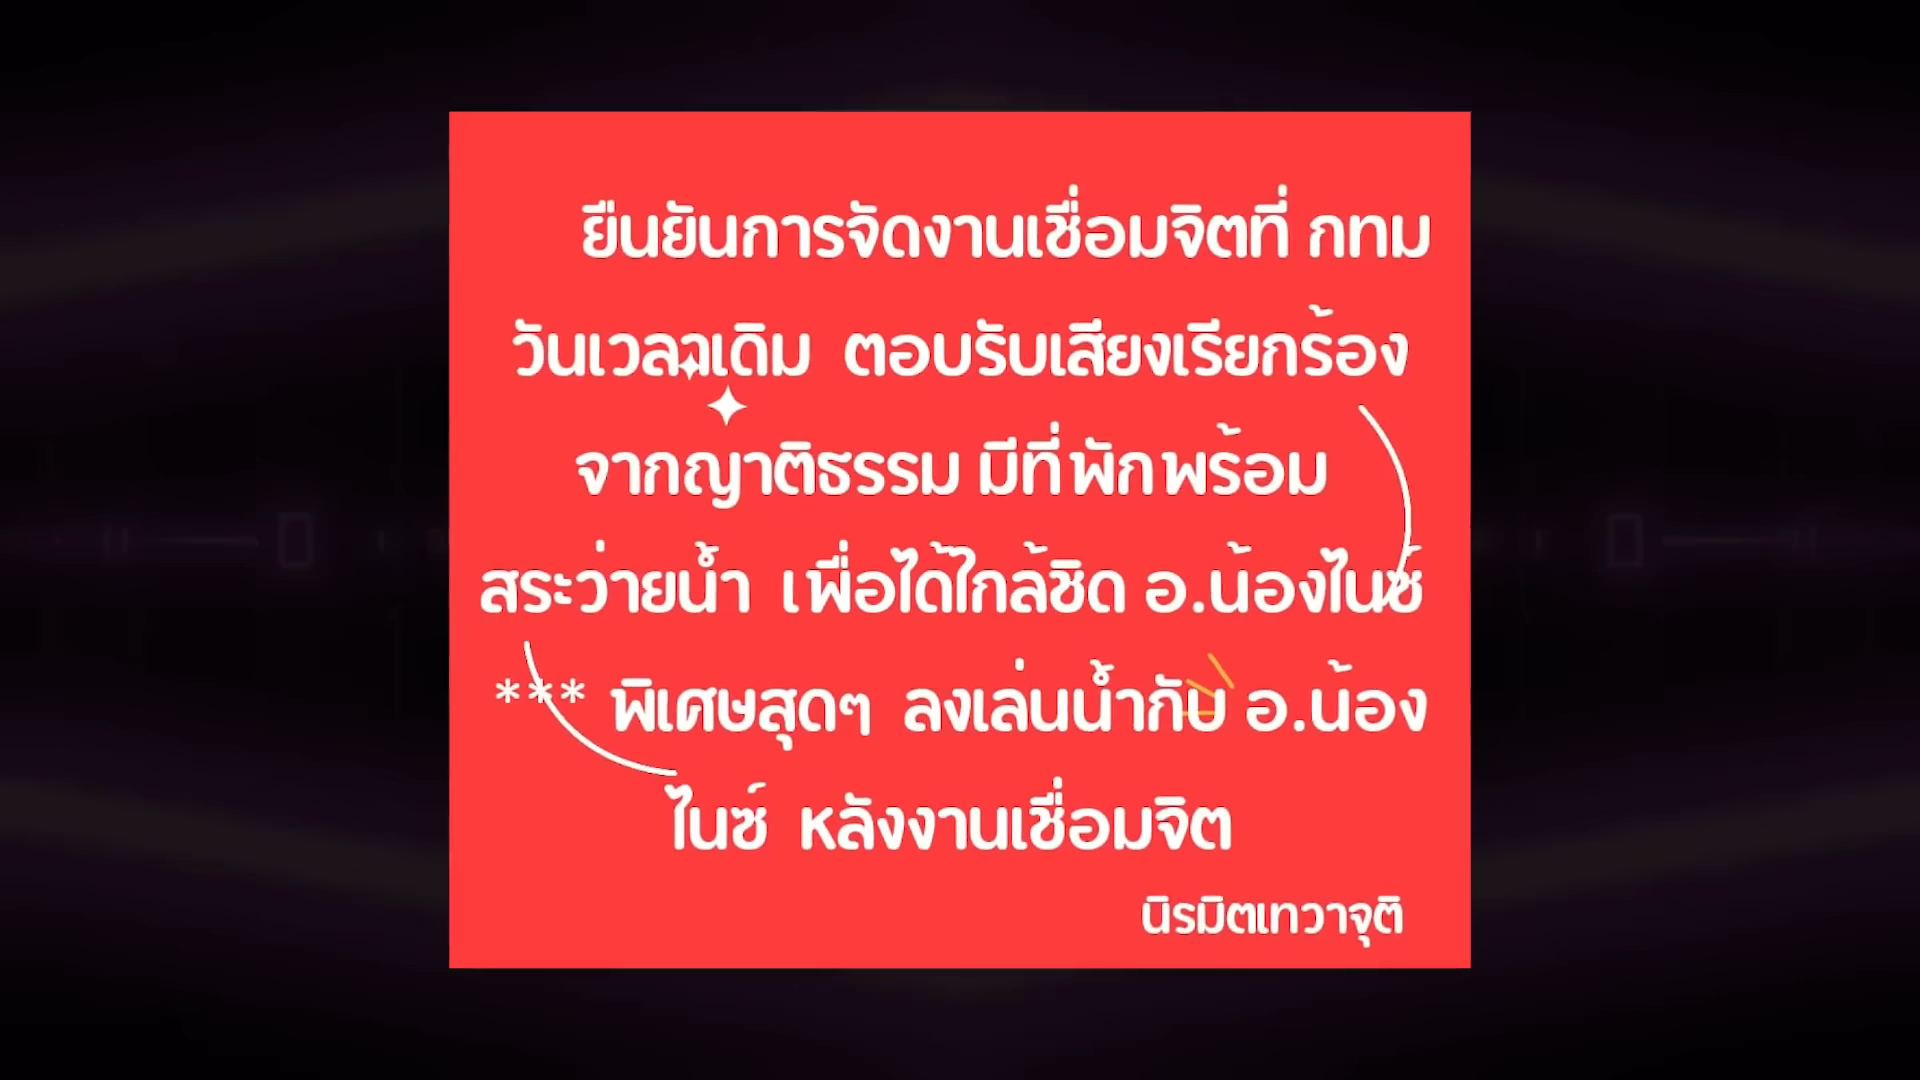 ยืนยันการจัดงานเชื่อมจิตที่ กทม
วันเวลาเดิม ตอบรับเสียงเรียกร้อง
จากญาติธรรม มีที่พักพร้อม
สระว่ายน้ำ เพื่อได้ใกล้ชิด อ.น้องไนซ์
*** พิเศษสุดๆ ลงเล่นน้ำกับ อ.น้อง
ไนซ์ หลังงานเชื่อมจิต
นิรมิตเทวาจุติ